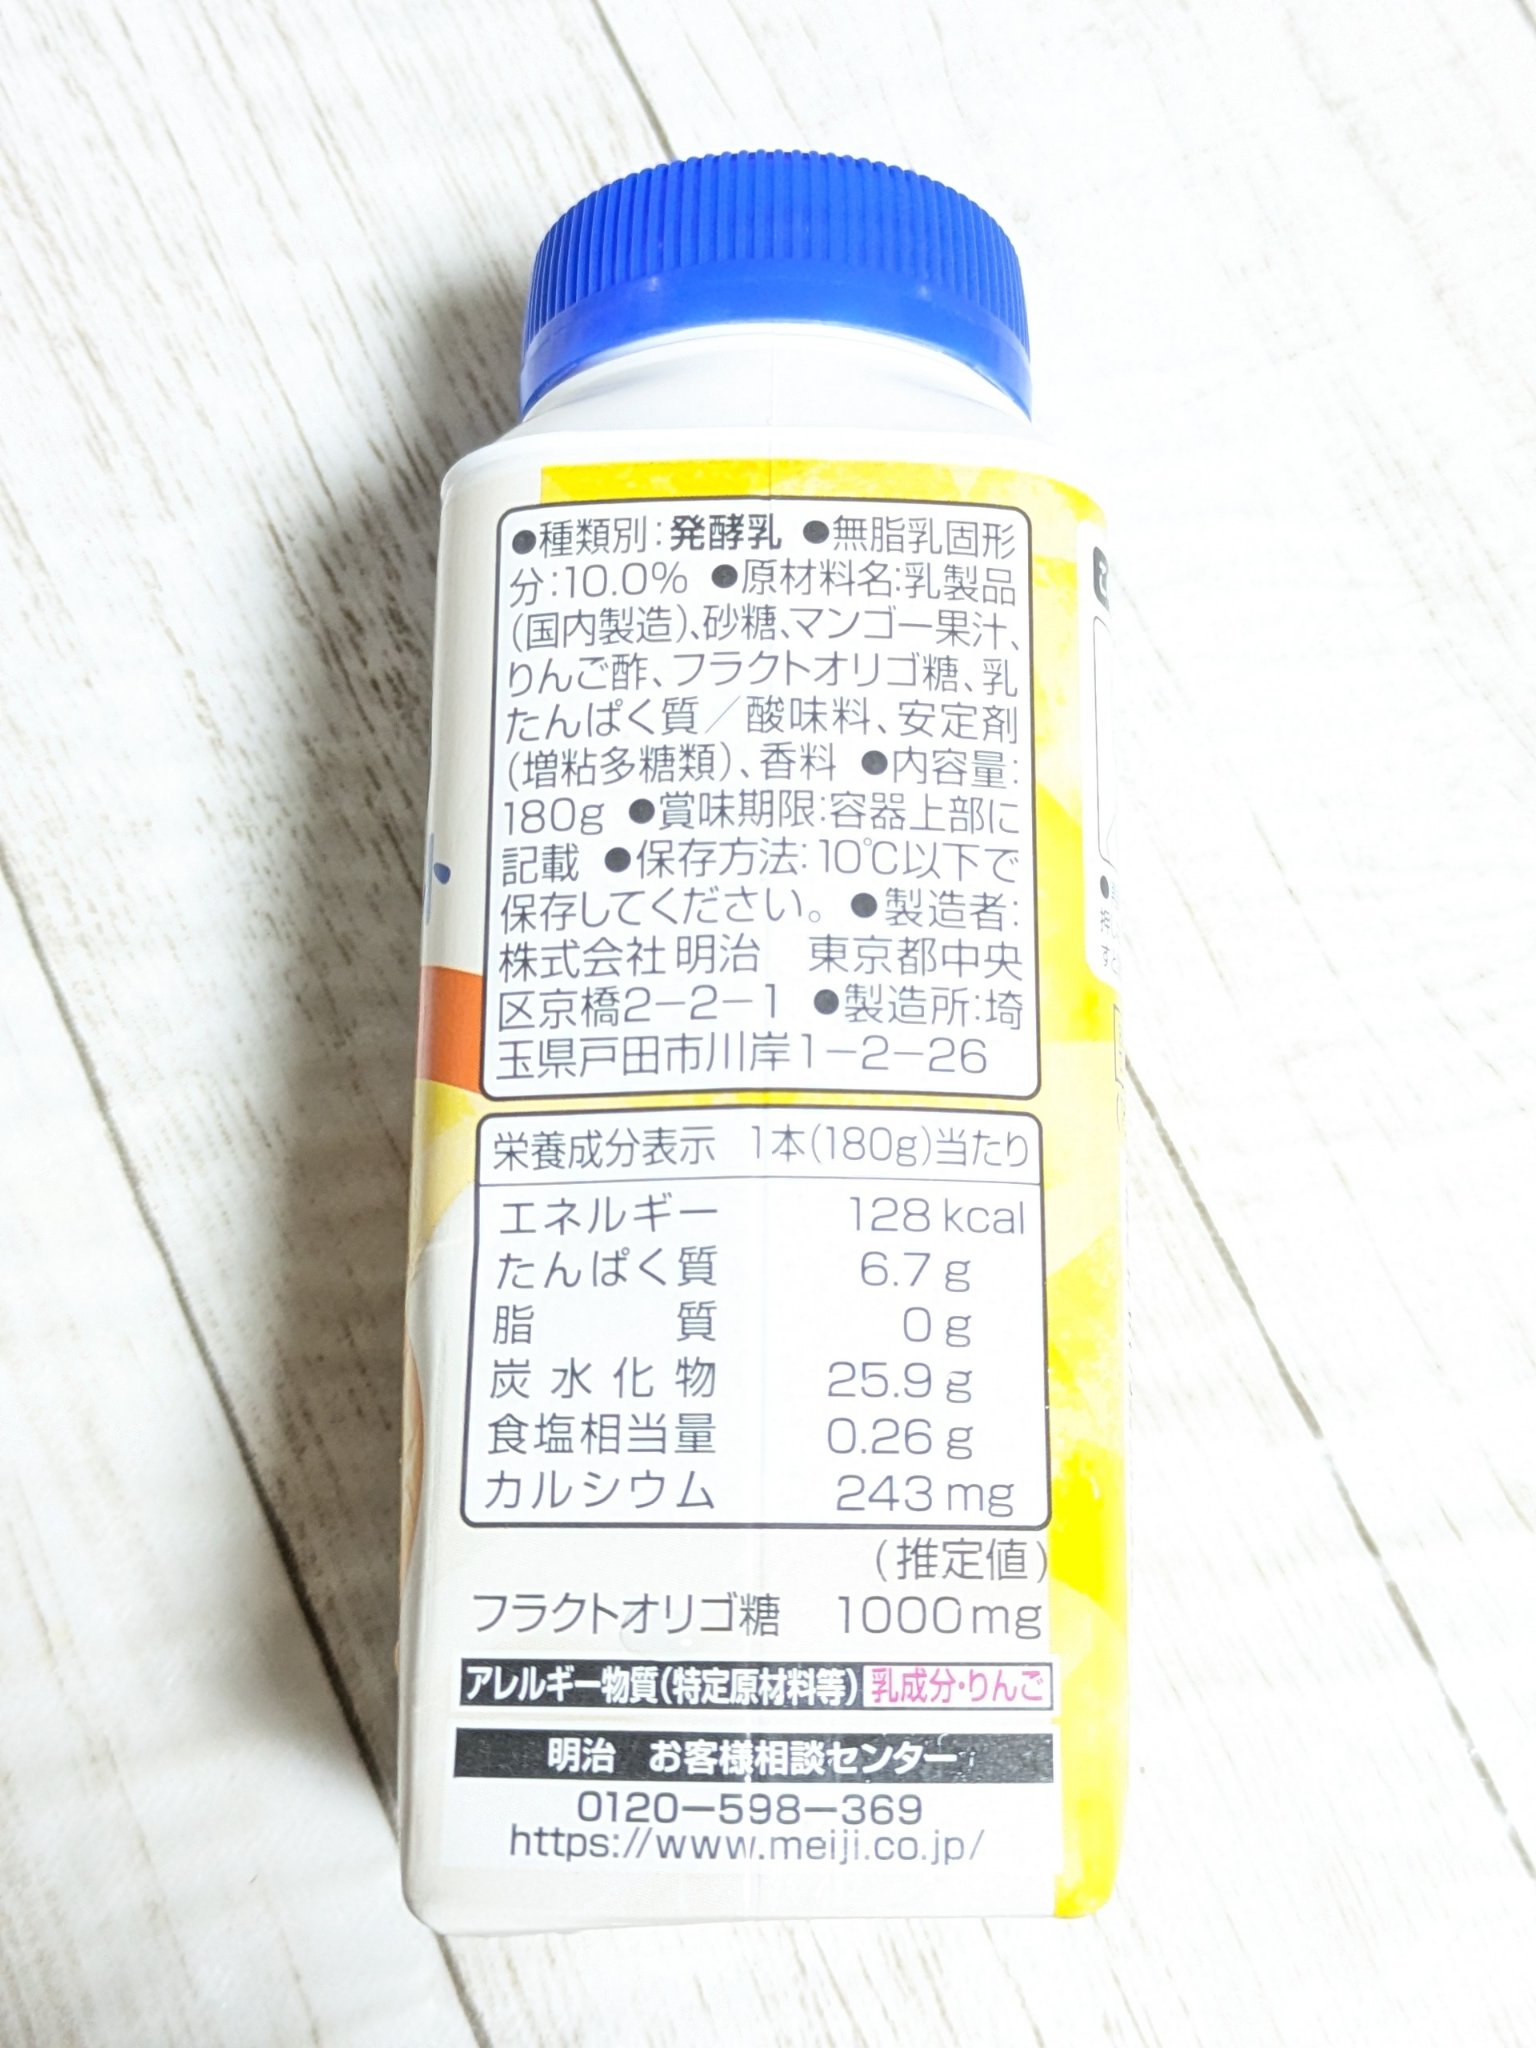 ●種類別：発酵乳 ●無脂乳固形
分：10.0% ●原材料名：乳製品
（国内製造）、砂糖、マンゴー果汁、
りんご酢、フラクトオリゴ糖、乳
たんぱく質／酸味料、安定剤
（増粘多糖類）、香料 ●内容量：
180g ●賞味期限：容器上部に
記載 ●保存方法：10℃以下で
保存してください。 ●製造者：
株式会社 明治　東京都中央
区京橋2−2−1 ●製造所：埼
玉県戸田市川岸1−2−26
栄養成分表示 1本（180g）当たり
エネルギー 128 kcal
たんぱく質 6.7 g
脂質 0 g
炭水化物 25.9 g
食塩相当量 0.26 g
カルシウム 243 mg
（推定値）
フラクトオリゴ糖 1000mg
アレルギー物質（特定原材料等） 乳成分・りんご
明治　お客様相談センター
0120−598−369
https://www.meiji.co.jp/